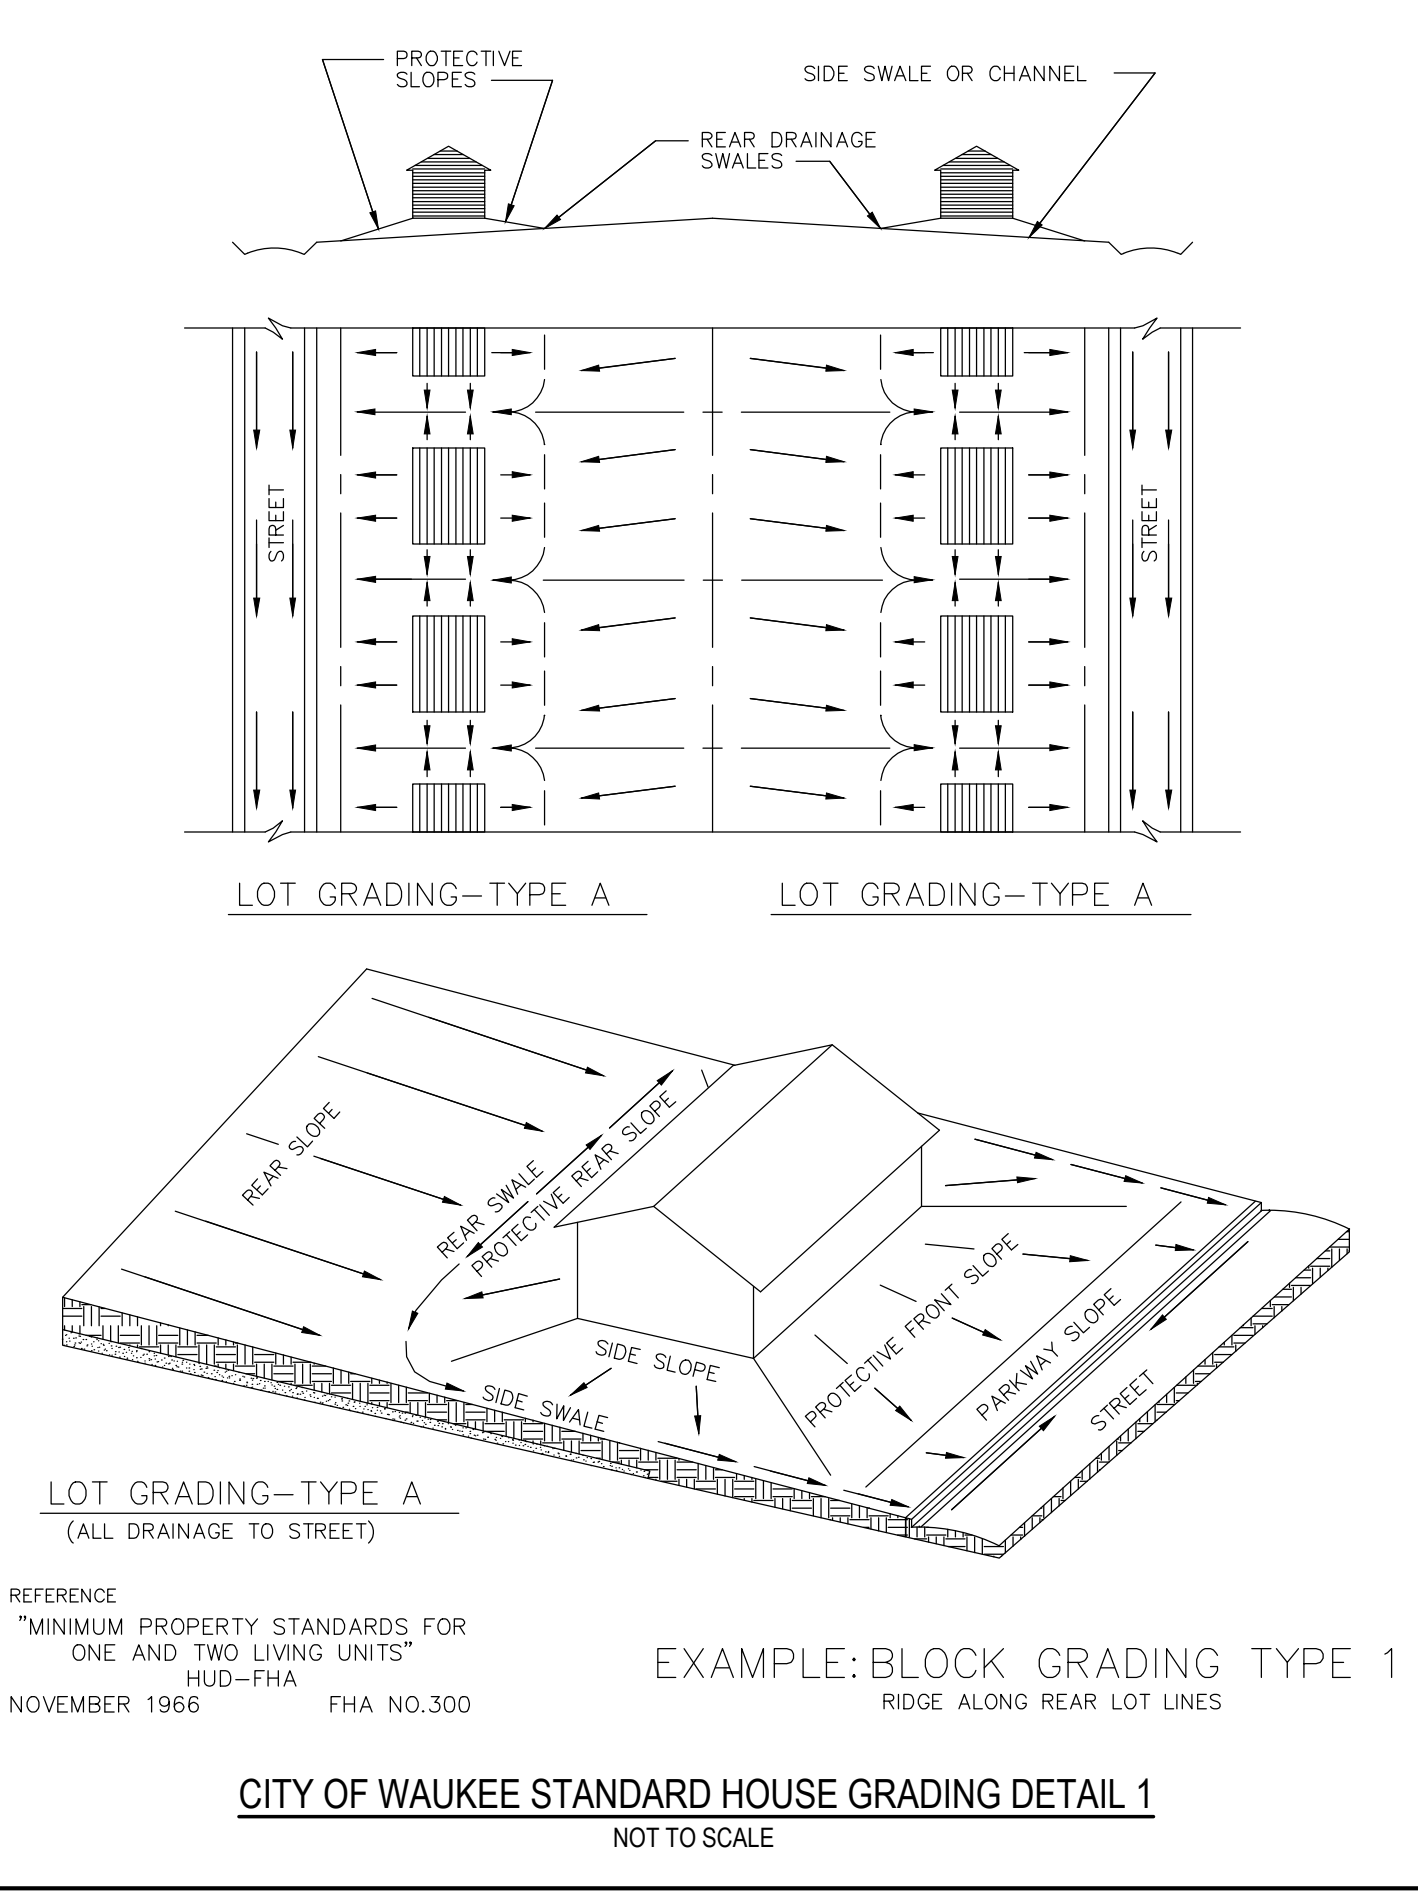 PROTECTIVE
SLOPES
SIDE SWALE OR CHANNEL
REAR DRAINAGE
SWALES
STREET
STREET
LOT GRADING-TYPE A
LOT GRADING-TYPE A
REAR SLOPE
REAR SWALE
PROTECTIVE REAR SLOPE
SIDE SLOPE
SIDE SWALE
PROTECTIVE FRONT SLOPE
PARKWAY SLOPE
STREET
LOT GRADING-TYPE A
(ALL DRAINAGE TO STREET)
REFERENCE
"MINIMUM PROPERTY STANDARDS FOR
ONE AND TWO LIVING UNITS"
HUD-FHA
NOVEMBER 1966 FHA NO.300
EXAMPLE: BLOCK GRADING TYPE 1
RIDGE ALONG REAR LOT LINES
CITY OF WAUKEE STANDARD HOUSE GRADING DETAIL 1
NOT TO SCALE